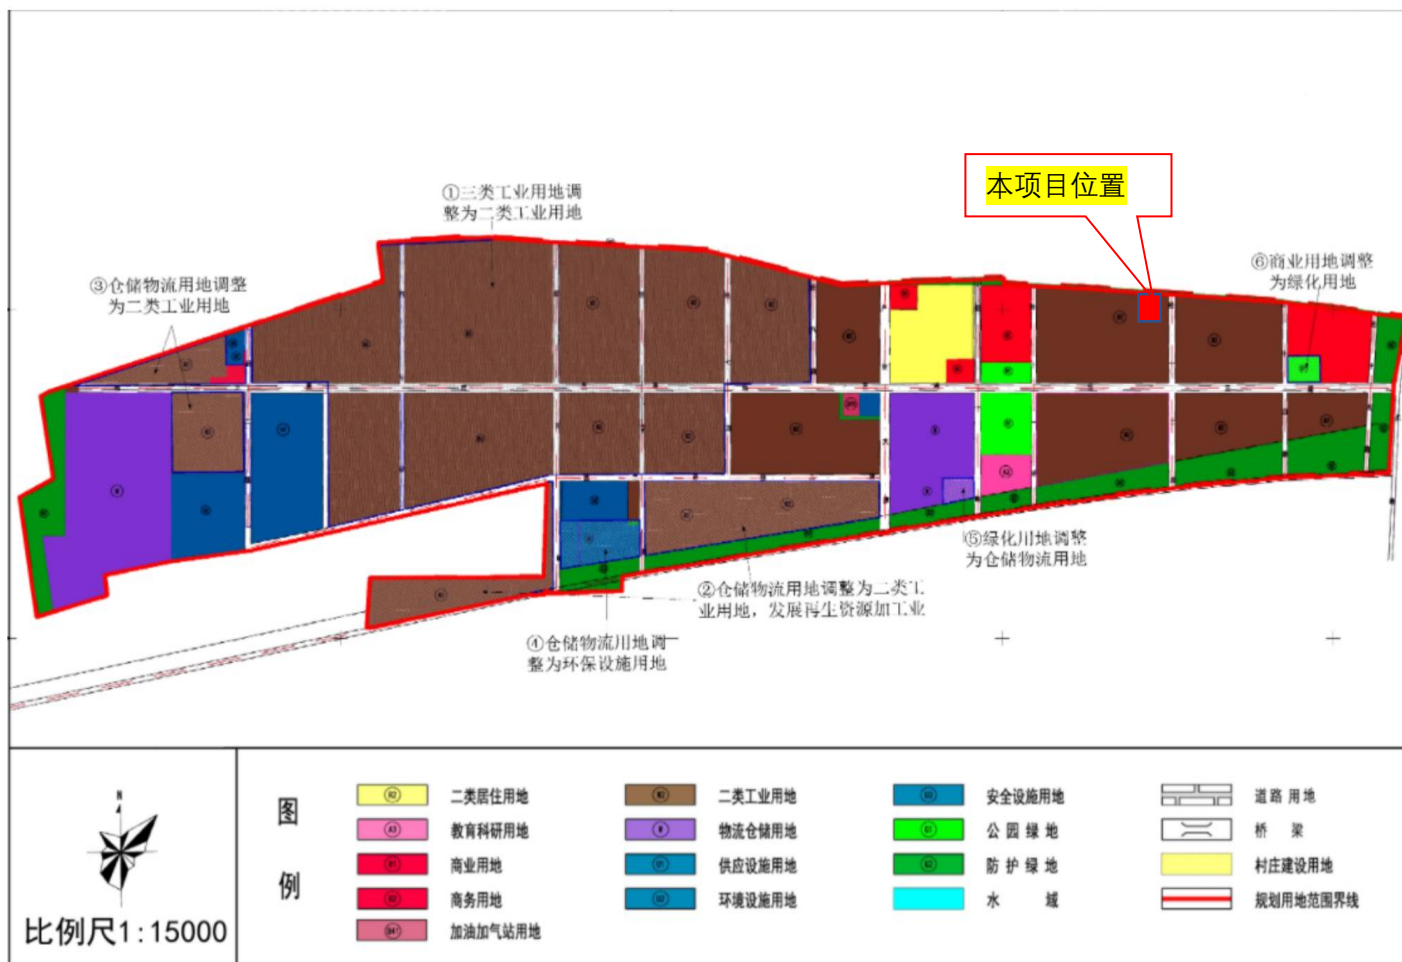 本项目位置
①三类工业用地调
整为二类工业用地
⑥商业用地调整
为绿化用地
③仓储物流用地调整
为二类工业用地
⑤绿化用地调整
为仓储物流用地
②仓储物流用地调整为二类工
业用地，发展再生资源加工业
④仓储物流用地调
整为环保设施用地
N
比例尺1:15000
图例
R2 二类居住用地
M2 二类工业用地
安全设施用地
道路用地
A3 教育科研用地
W 物流仓储用地
G1 公园绿地
桥梁
B1 商业用地
U1 供应设施用地
G2 防护绿地
村庄建设用地
B2 商务用地
U2 环境设施用地
水域
规划用地范围界线
B41 加油加气站用地